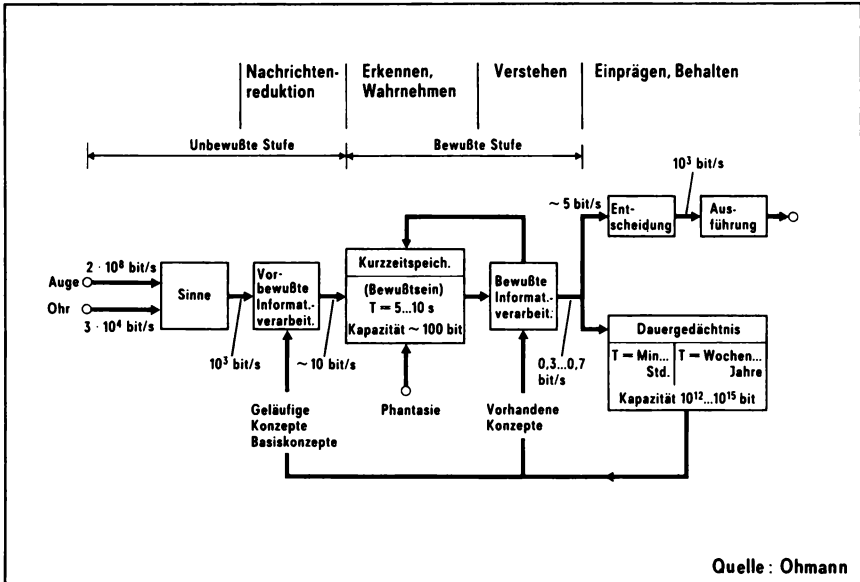 Nachrichten-
reduktion
Erkennen,
Wahrnehmen
Verstehen
Einprägen, Behalten
Unbewußte Stufe
Bewußte Stufe
Auge
2 · 10⁸ bit/s
Ohr
3 · 10⁴ bit/s
Sinne
10³ bit/s
Vor-
bewußte
Informat.-
verarbeit.
~ 10 bit/s
Kurzzeitspeich.
(Bewußtsein)
T = 5...10 s
Kapazität ~ 100 bit
Bewußte
Informat.-
verarbeit.
0,3...0,7
bit/s
~ 5 bit/s
Ent-
scheidung
10³ bit/s
Aus-
führung
Dauergedächtnis
T = Min...
Std.
T = Wochen...
Jahre
Kapazität 10¹²...10¹⁵ bit
Geläufige
Konzepte
Basiskonzepte
Phantasie
Vorhandene
Konzepte
Quelle: Ohmann